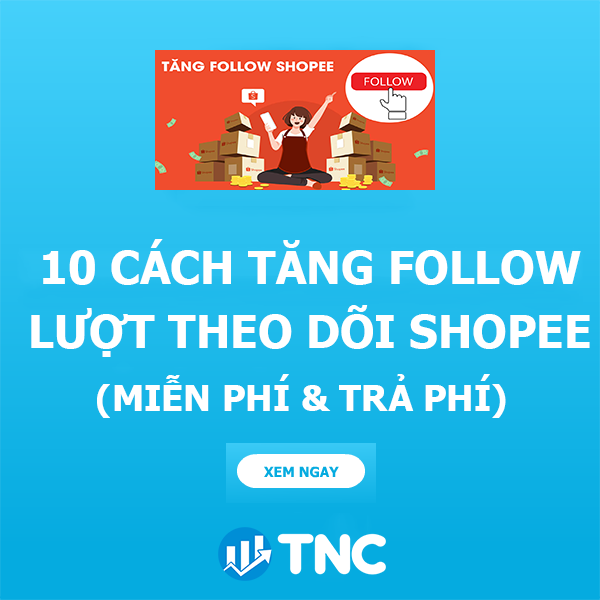 TĂNG FOLLOW SHOPEE
FOLLOW
10 CÁCH TĂNG FOLLOW
LƯỢT THEO DÕI SHOPEE
(MIỄN PHÍ & TRẢ PHÍ)
XEM NGAY
TNC